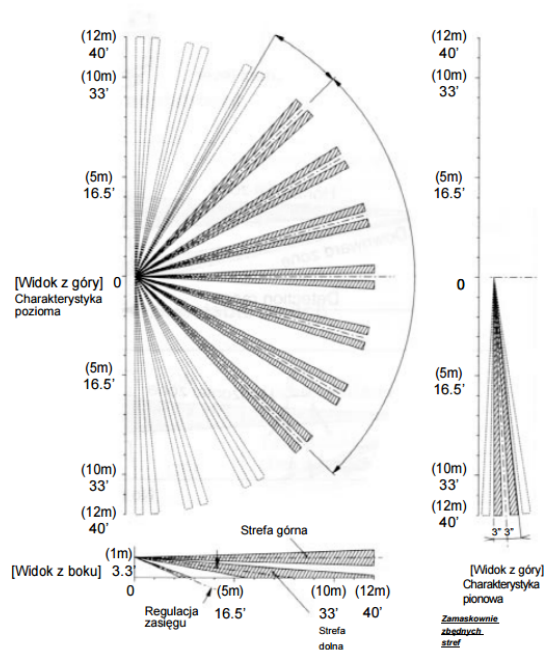 (12m)
40'
(10m)
33'
(5m)
16.5'
[Widok z góry]
0
Charakterystyka
pozioma
(5m)
16.5'
(10m)
33'
(12m)
40'
(12m)
40'
(10m)
33'
(5m)
16.5'
0
(5m)
16.5'
(10m)
33'
(12m)
40'
3" 3"
[Widok z góry]
Charakterystyka
pionowa
Zamaskownie
zbędnych
stref
Strefa górna
(1m)
[Widok z boku] 3.3'
0 (5m) (10m) (12m)
Regulacja
zasięgu
16.5' 33' 40'
Strefa
dolna